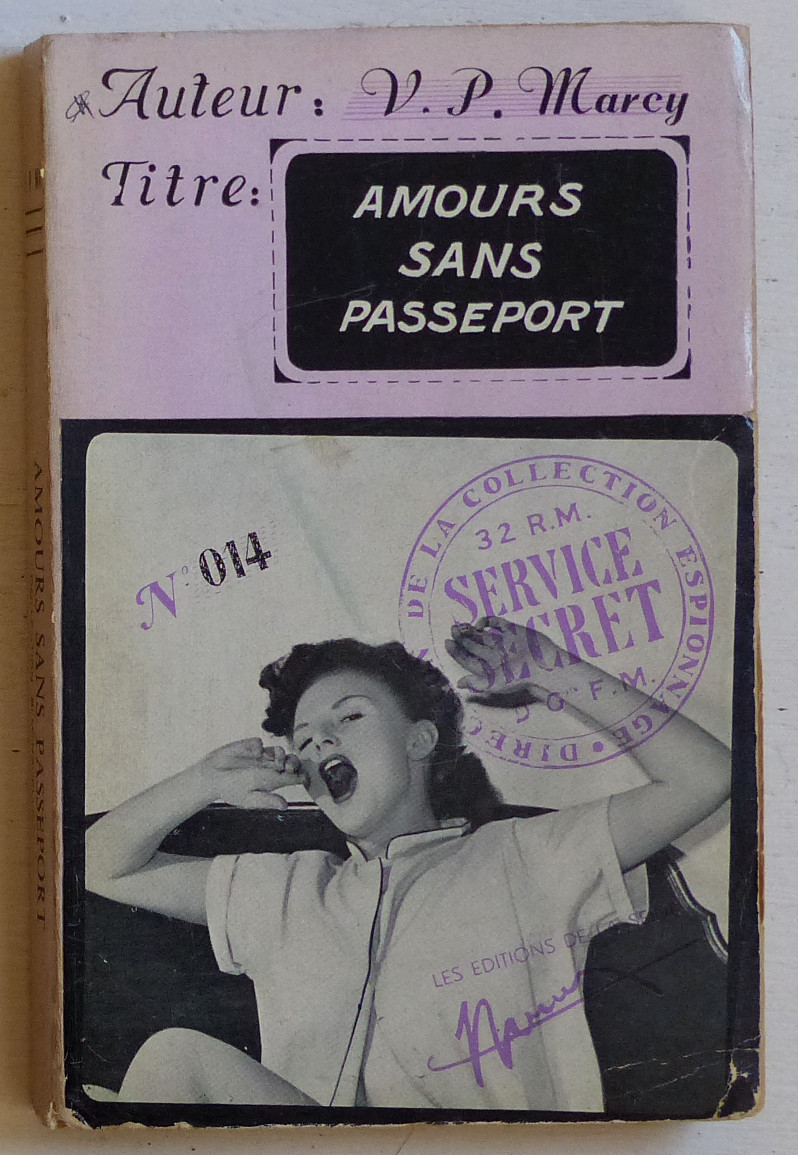 Auteur: V. P. Marcy
Titre:
AMOURS
SANS
PASSEPORT
N° 014
DE LA COLLECTION ESPIONNAGE •
32 R.M.
SERVICE
SECRET
F.M.
LES EDITIONS DE LA
AMOURS SANS PASSEPORT